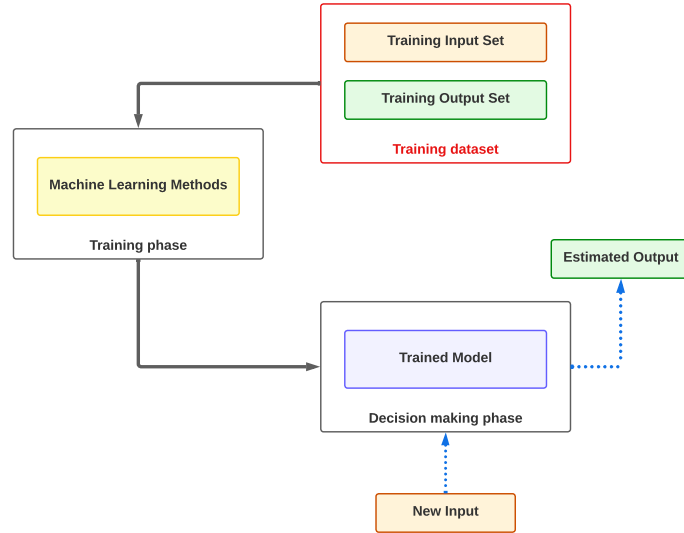 Training Input Set
Training Output Set
Training dataset
Machine Learning Methods
Training phase
Estimated Output
Trained Model
Decision making phase
New Input